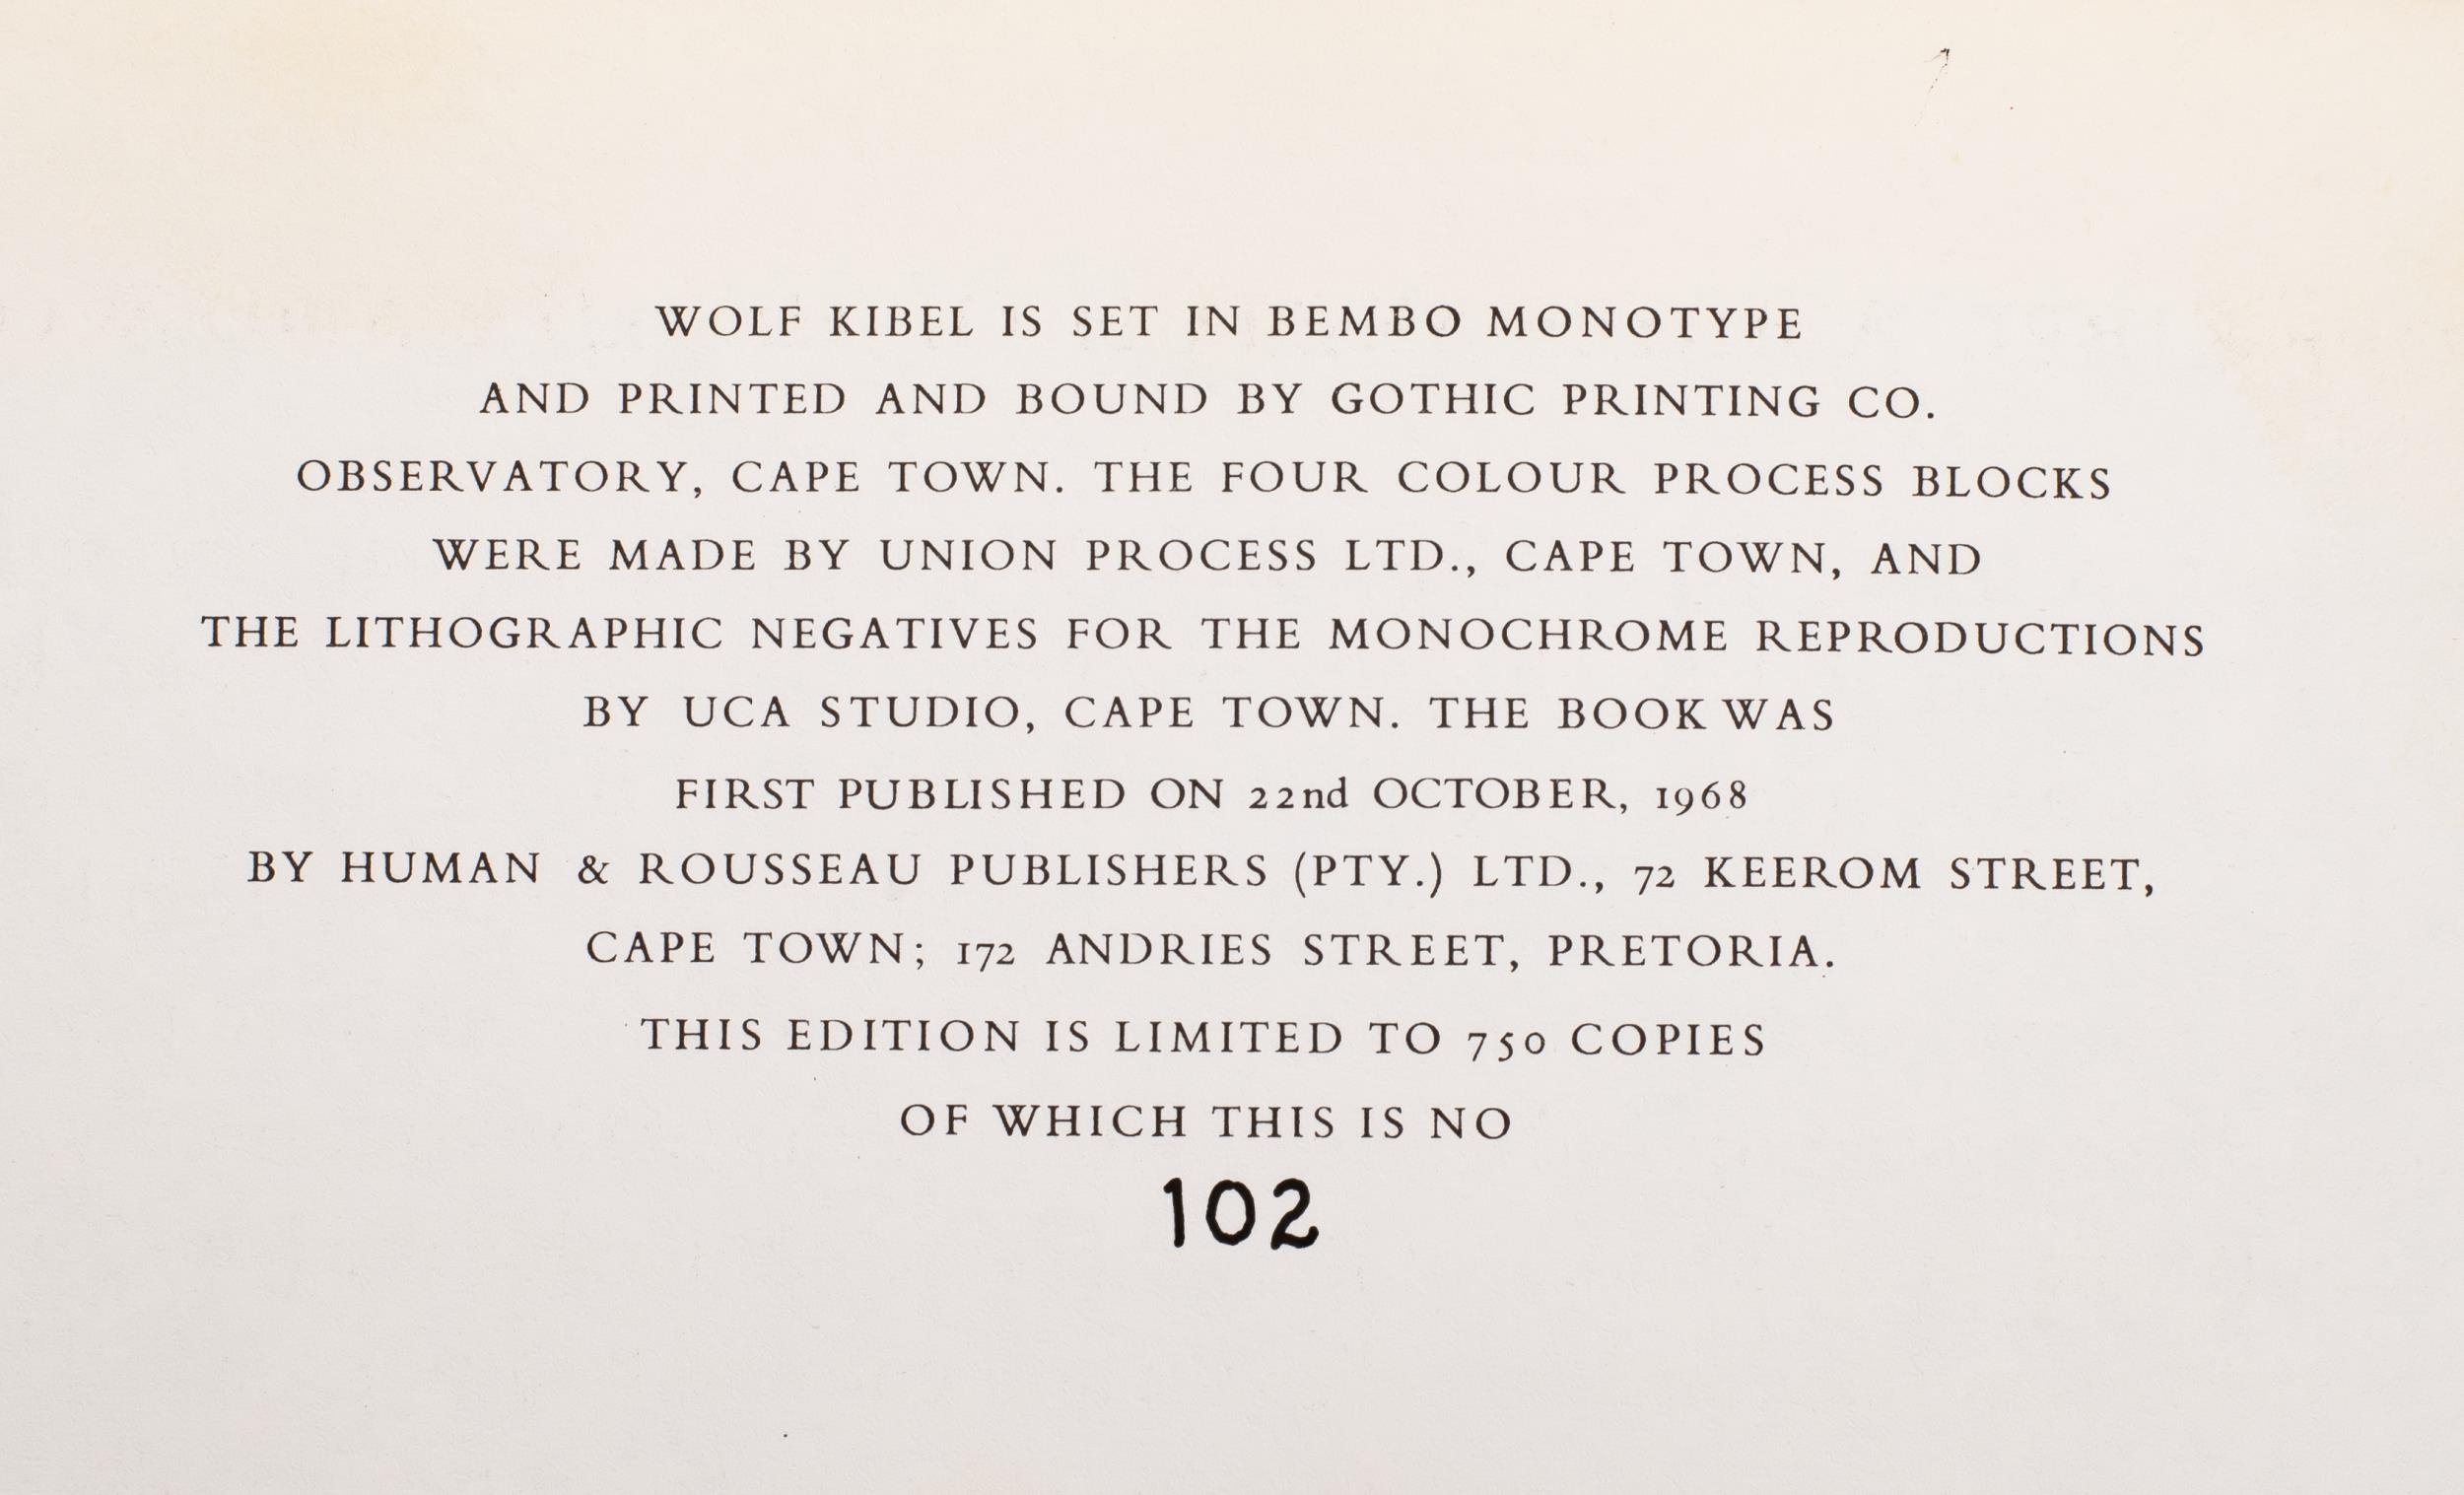 WOLF KIBEL IS SET IN BEMBO MONOTYPE
AND PRINTED AND BOUND BY GOTHIC PRINTING CO.
OBSERVATORY, CAPE TOWN. THE FOUR COLOUR PROCESS BLOCKS
WERE MADE BY UNION PROCESS LTD., CAPE TOWN, AND
THE LITHOGRAPHIC NEGATIVES FOR THE MONOCHROME REPRODUCTIONS
BY UCA STUDIO, CAPE TOWN. THE BOOK WAS
FIRST PUBLISHED ON 22nd OCTOBER, 1968
BY HUMAN & ROUSSEAU PUBLISHERS (PTY.) LTD., 72 KEEROM STREET,
CAPE TOWN; 172 ANDRIES STREET, PRETORIA.
THIS EDITION IS LIMITED TO 750 COPIES
OF WHICH THIS IS NO
102